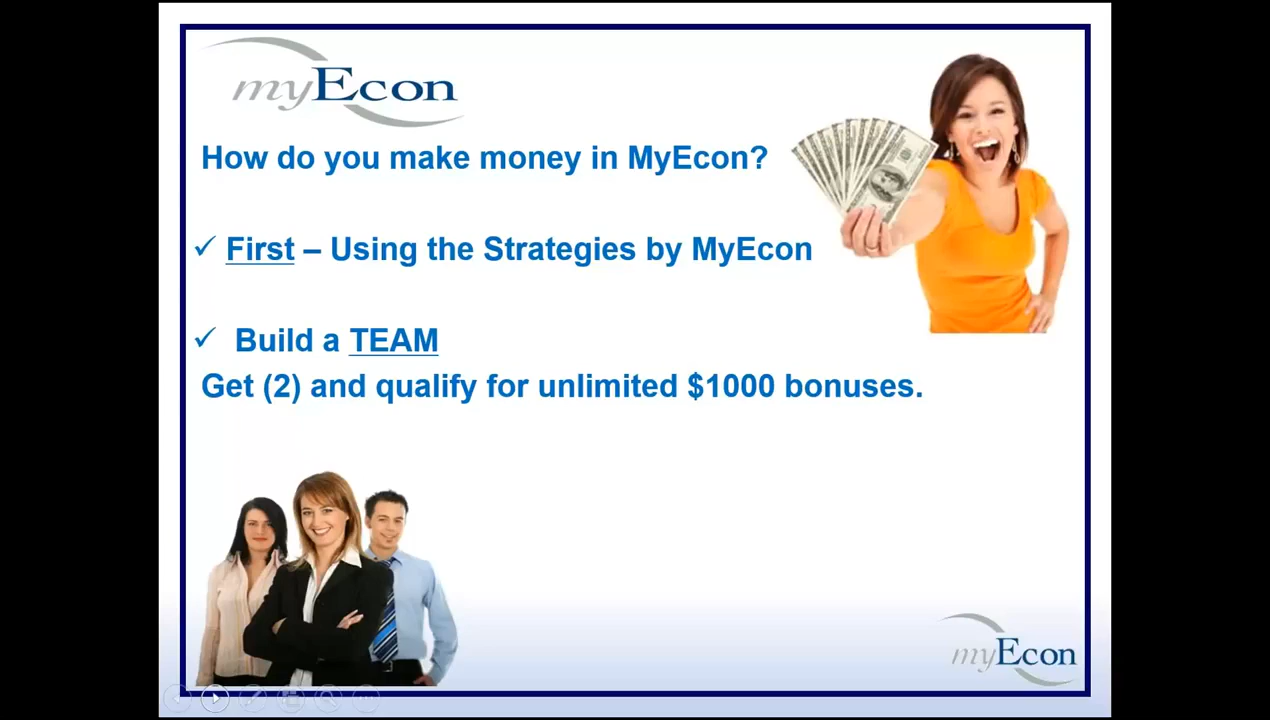 myEcon
How do you make money in MyEcon?
✓ First – Using the Strategies by MyEcon
✓ Build a TEAM
Get (2) and qualify for unlimited $1000 bonuses.
myEcon